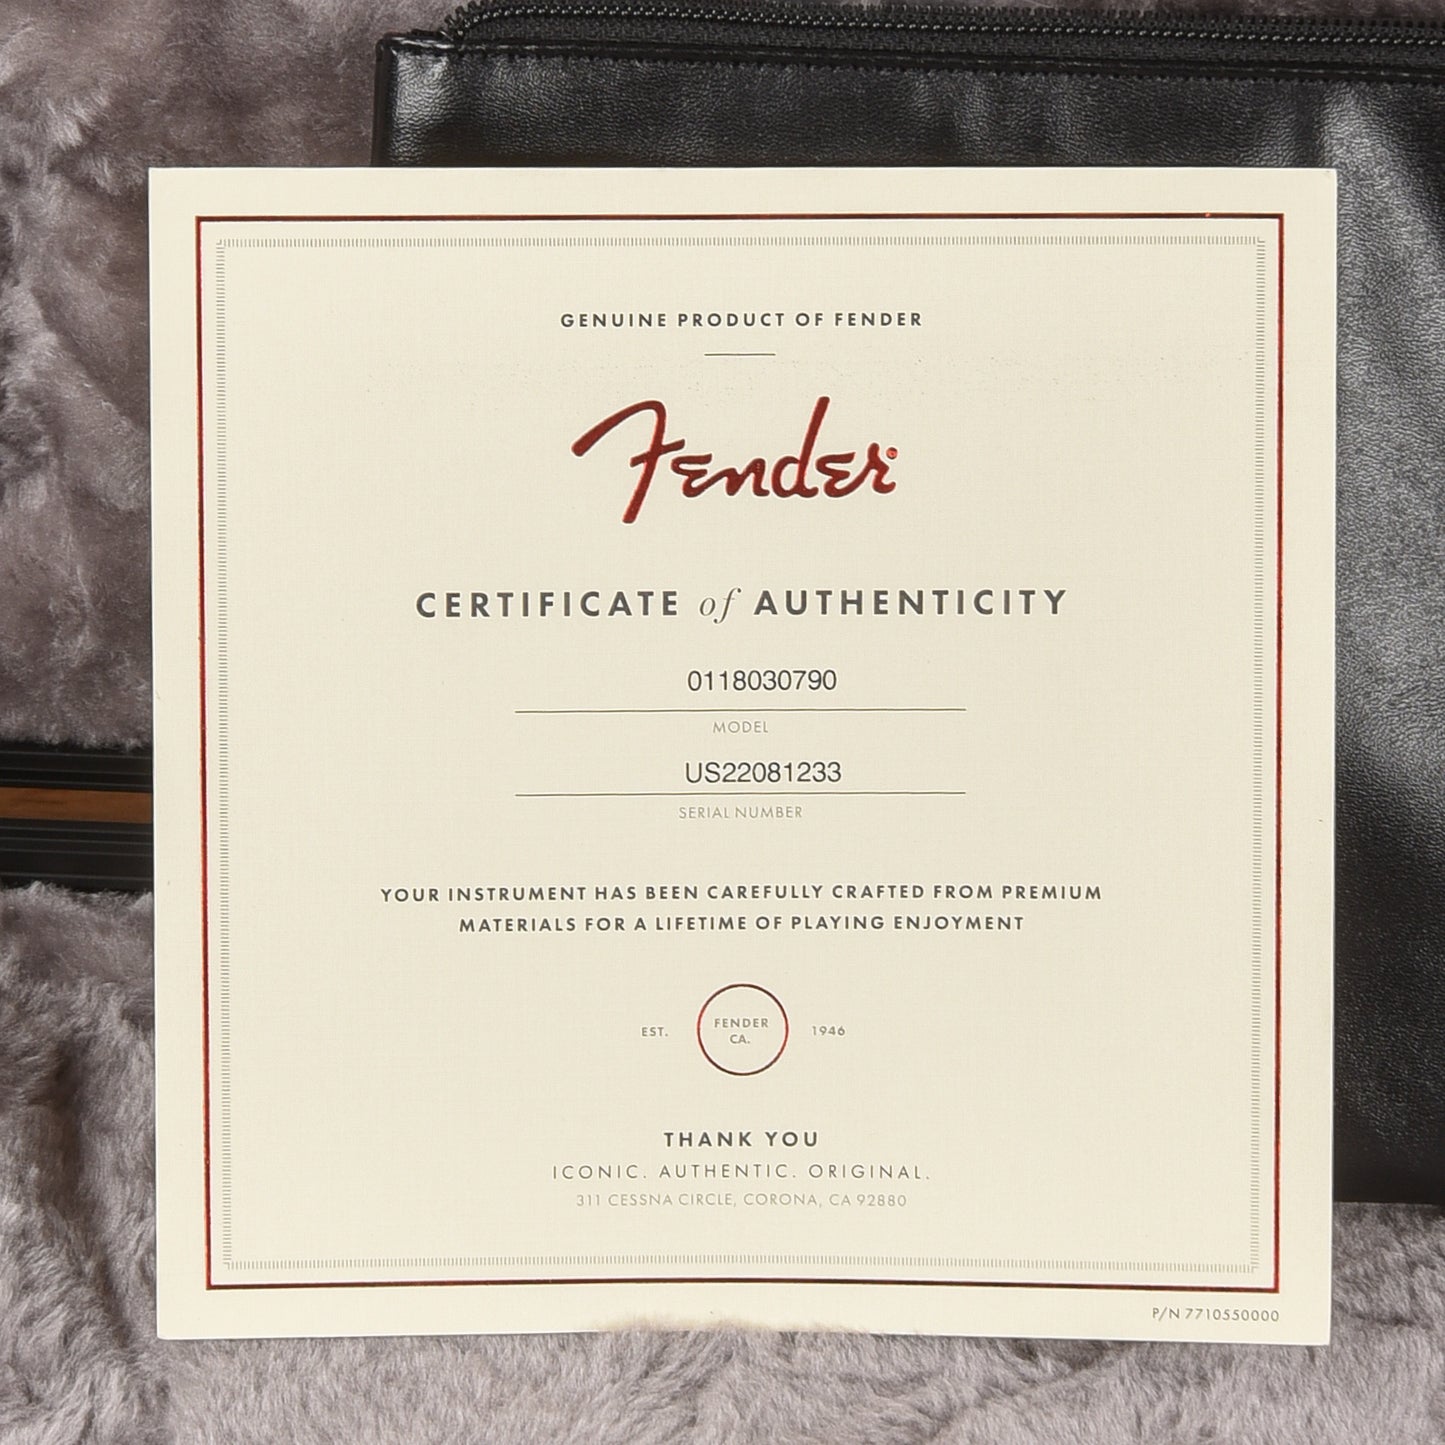 GENUINE PRODUCT OF FENDER
Fender
CERTIFICATE of AUTHENTICITY
0118030790
MODEL
US22081233
SERIAL NUMBER
YOUR INSTRUMENT HAS BEEN CAREFULLY CRAFTED FROM PREMIUM
MATERIALS FOR A LIFETIME OF PLAYING ENJOYMENT
EST. FENDER CA. 1946
THANK YOU
ICONIC. AUTHENTIC. ORIGINAL.
311 CESSNA CIRCLE, CORONA, CA 92880
P/N 7710550000